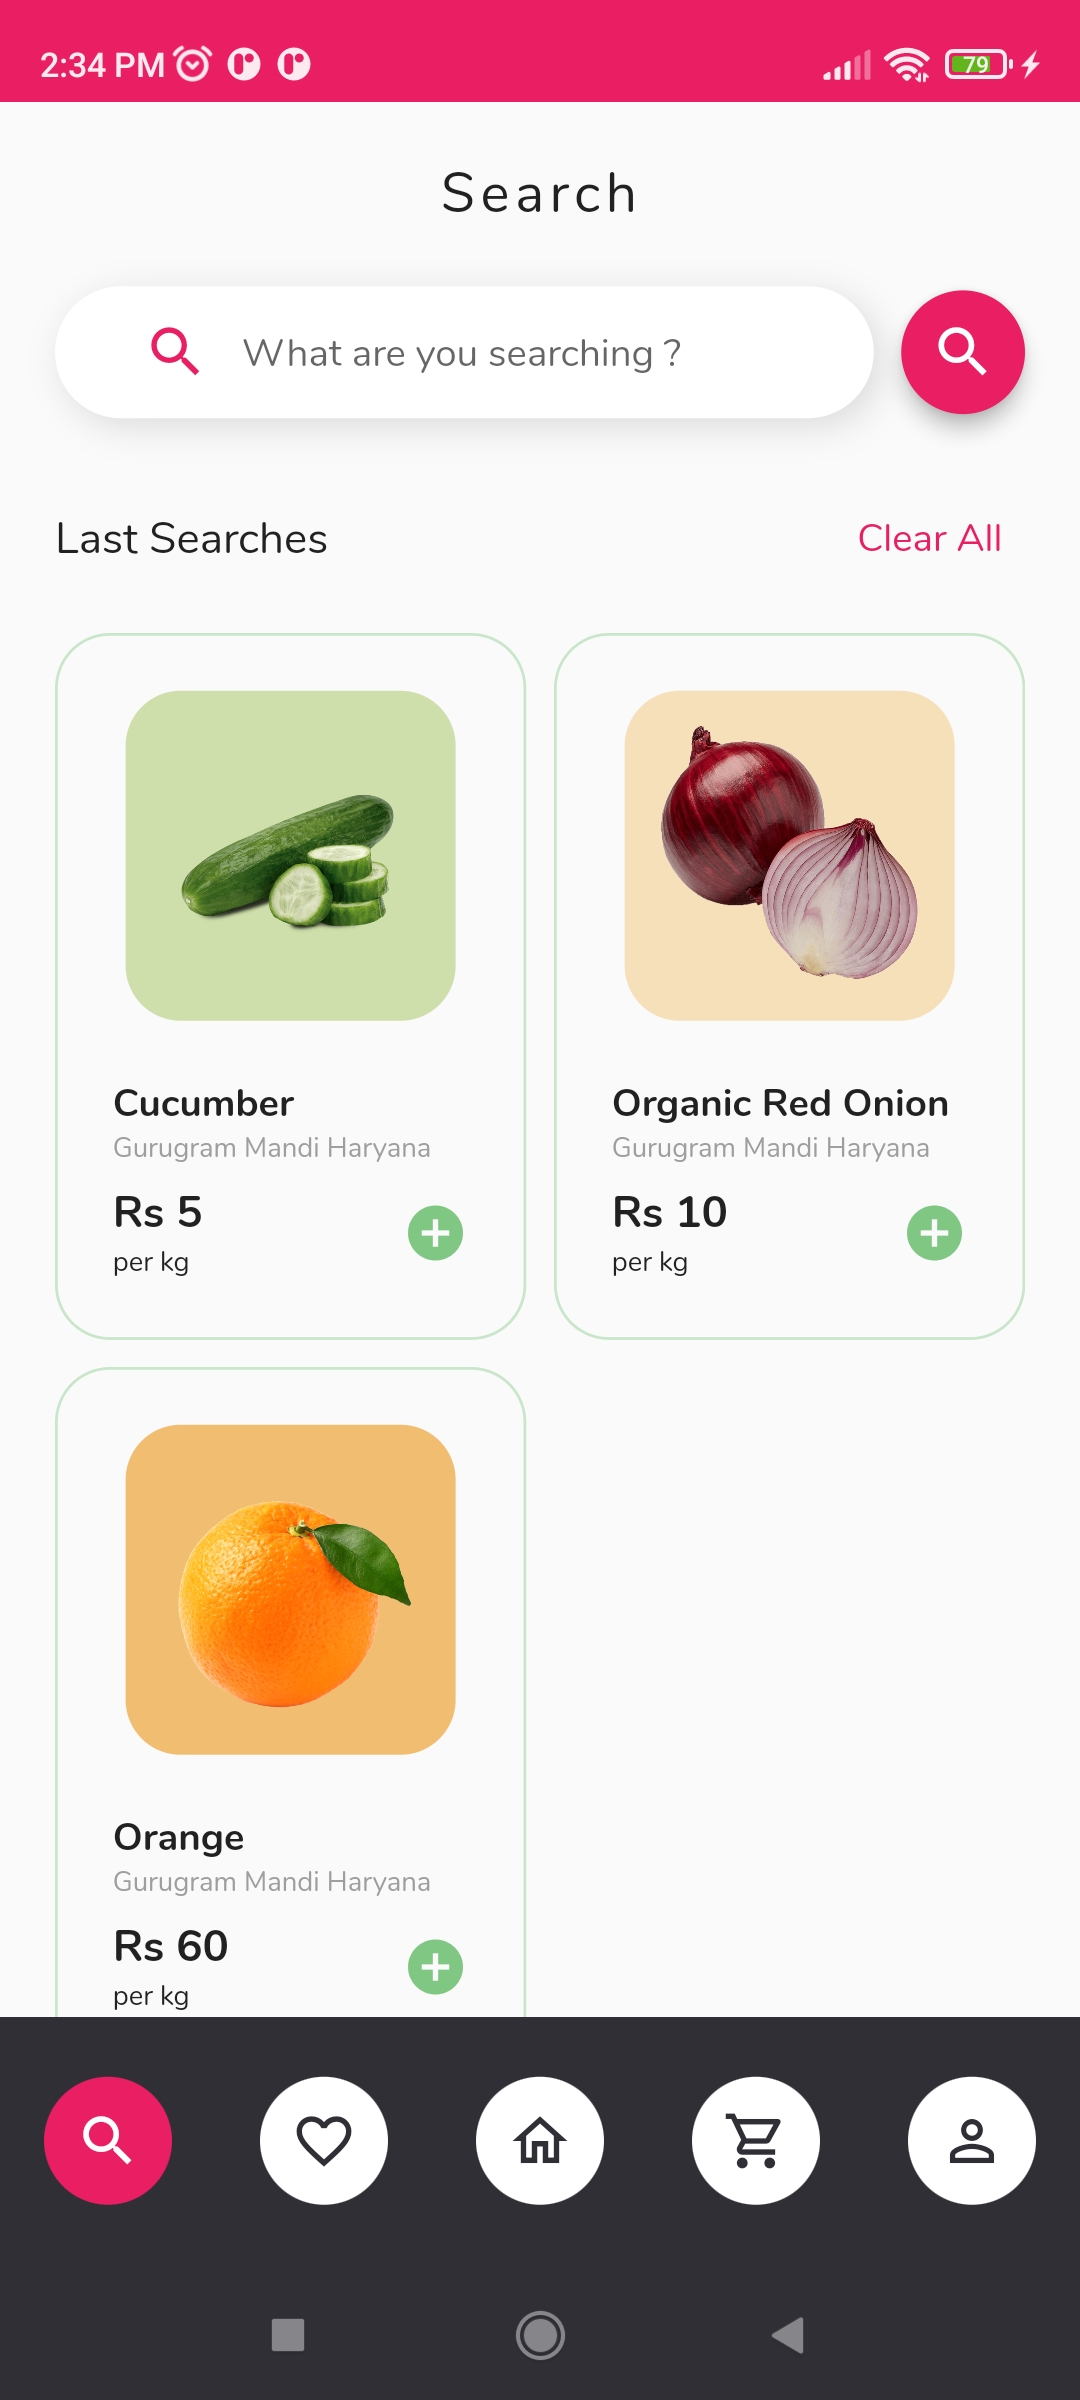 2:34 PM
79
Search
What are you searching ?
Last Searches
Clear All
Cucumber
Gurugram Mandi Haryana
Rs 5
per kg
Organic Red Onion
Gurugram Mandi Haryana
Rs 10
per kg
Orange
Gurugram Mandi Haryana
Rs 60
per kg